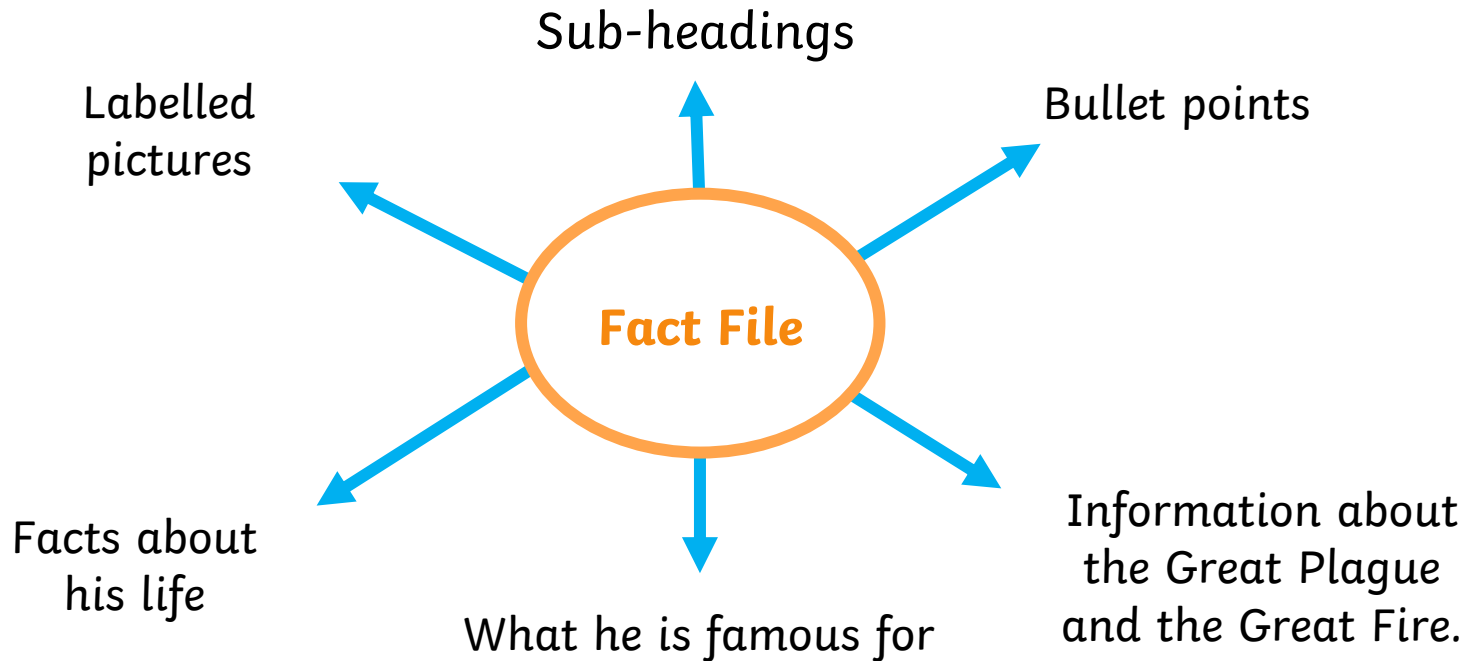 Sub-headings
Labelled
pictures
Bullet points
Fact File
Facts about
his life
What he is famous for
Information about
the Great Plague
and the Great Fire.